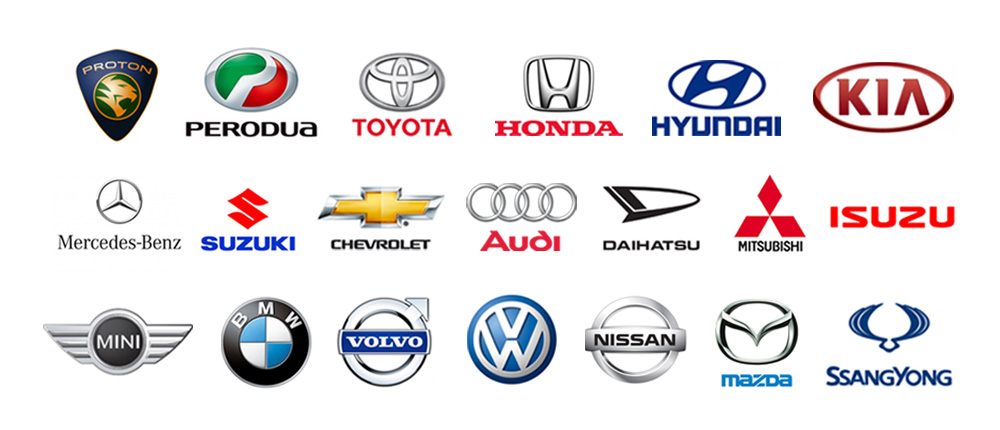 PROTON
PERODUA
TOYOTA
HONDA
HYUNDAI
KIA
Mercedes-Benz
SUZUKI
CHEVROLET
Audi
DAIHATSU
MITSUBISHI
ISUZU
MINI
BMW
VOLVO
VW
NISSAN
mazda
SSANGYONG